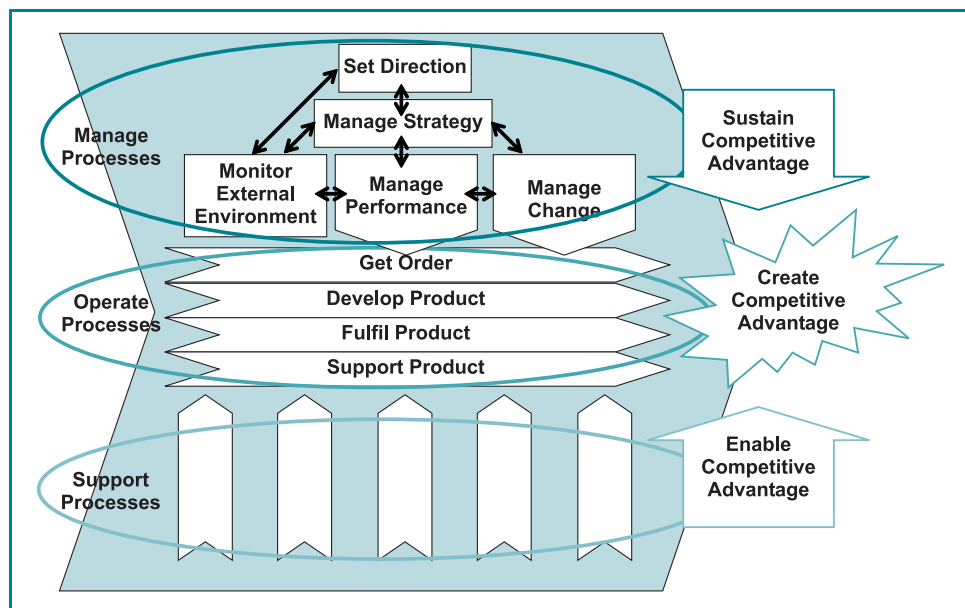 Set Direction
Manage Strategy
Manage
Processes
Monitor
External
Environment
Manage
Performance
Manage
Change
Sustain
Competitive
Advantage
Get Order
Develop Product
Fulfil Product
Support Product
Operate
Processes
Create
Competitive
Advantage
Support
Processes
Enable
Competitive
Advantage